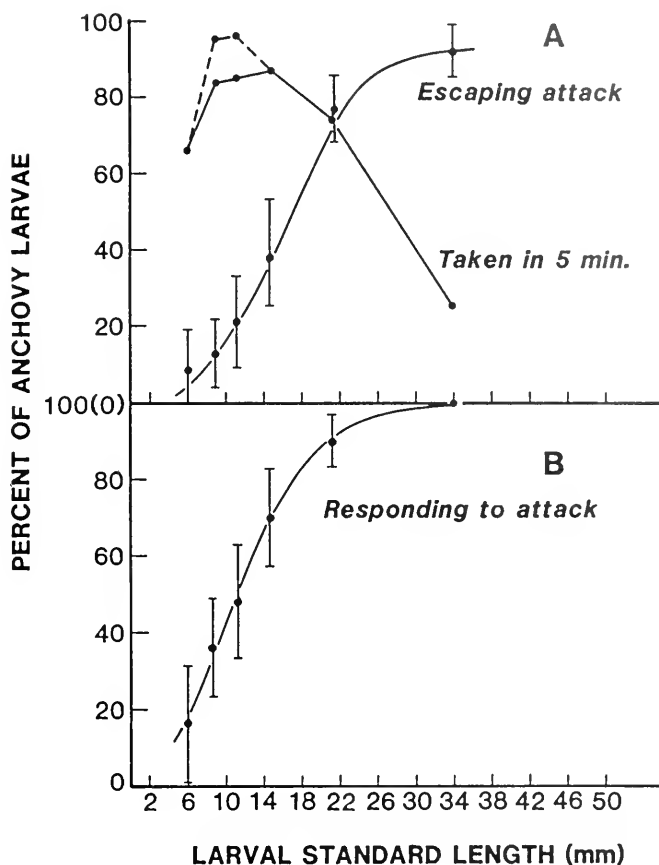 PERCENT OF ANCHOVY LARVAE
100
80
60
40
20
A
Escaping attack
Taken in 5 min.
100(0)
80
60
40
20
0
B
Responding to attack
2 6 10 14 18 22 26 30 34 38 42 46 50
LARVAL STANDARD LENGTH (mm)